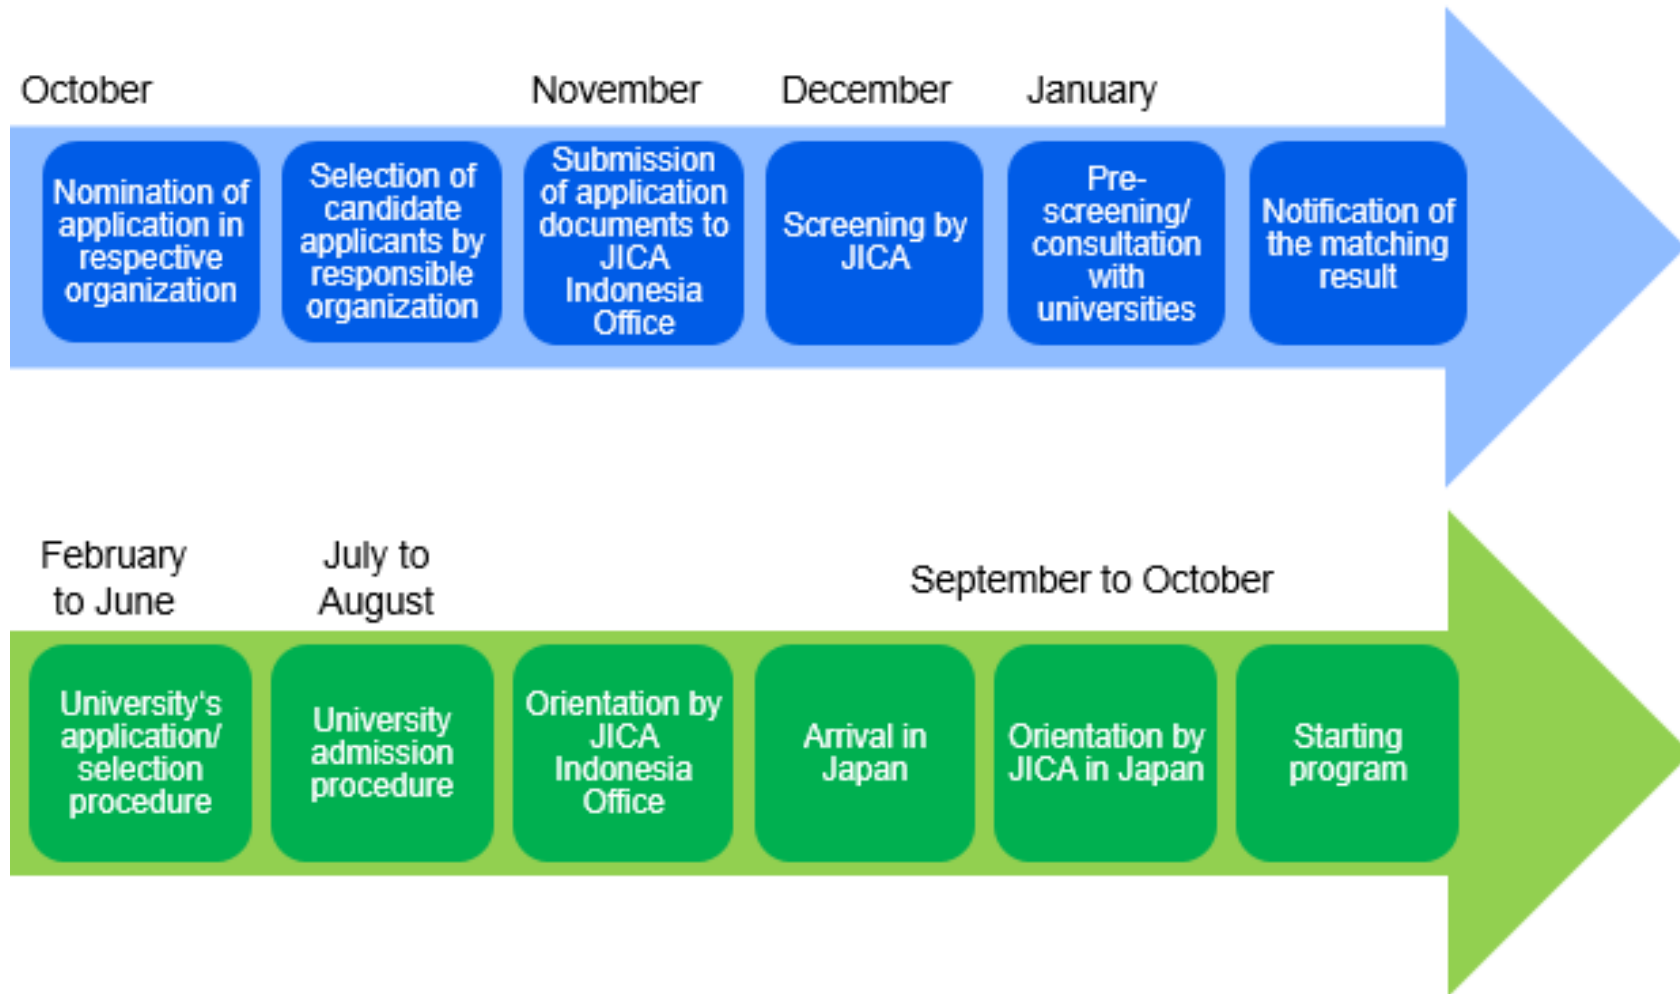 October
November
December
January
Nomination of
application in
respective
organization
Selection of
candidate
applicants by
responsible
organization
Submission
of application
documents to
JICA
Indonesia
Office
Screening by
JICA
Pre-
screening/
consultation
with
universities
Notification of
the matching
result
February
to June
July to
August
September to October
University's
application/
selection
procedure
University
admission
procedure
Orientation by
JICA
Indonesia
Office
Arrival in
Japan
Orientation by
JICA in Japan
Starting
program